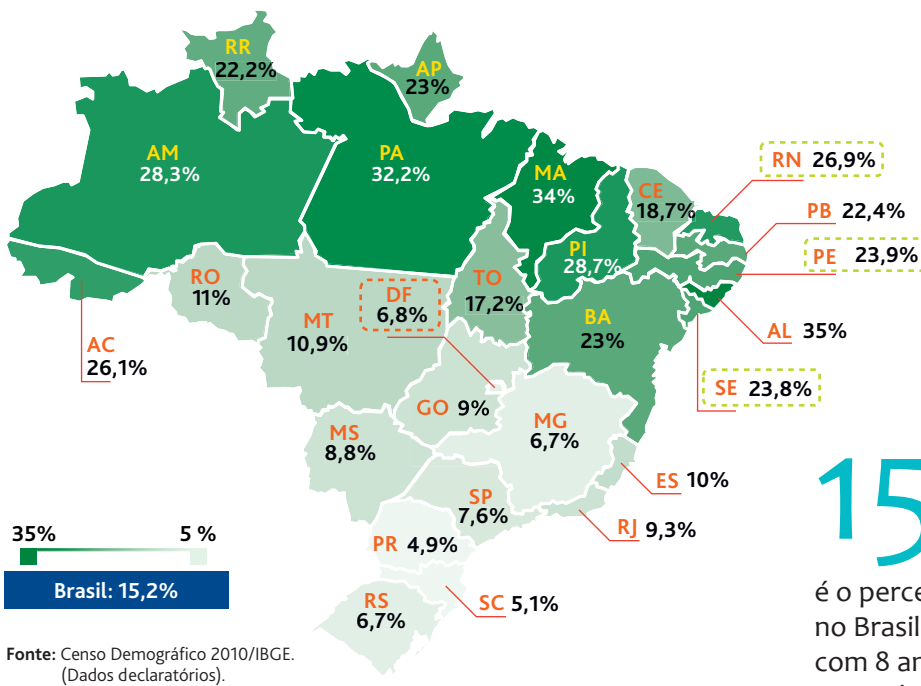 RR
22,2%
AP
23%
AM
28,3%
PA
32,2%
MA
34%
CE
18,7%
RN 26,9%
PB 22,4%
PI
28,7%
PE 23,9%
RO
11%
TO
17,2%
DF
6,8%
MT
10,9%
BA
23%
AL 35%
AC
26,1%
SE 23,8%
GO 9%
MG
6,7%
MS
8,8%
ES 10%
SP
7,6%
RJ 9,3%
PR 4,9%
SC 5,1%
RS
6,7%
35% 5 %
Brasil: 15,2%
Fonte: Censo Demográfico 2010/IBGE.
(Dados declaratórios).
15
é o perce
no Brasil
com 8 an